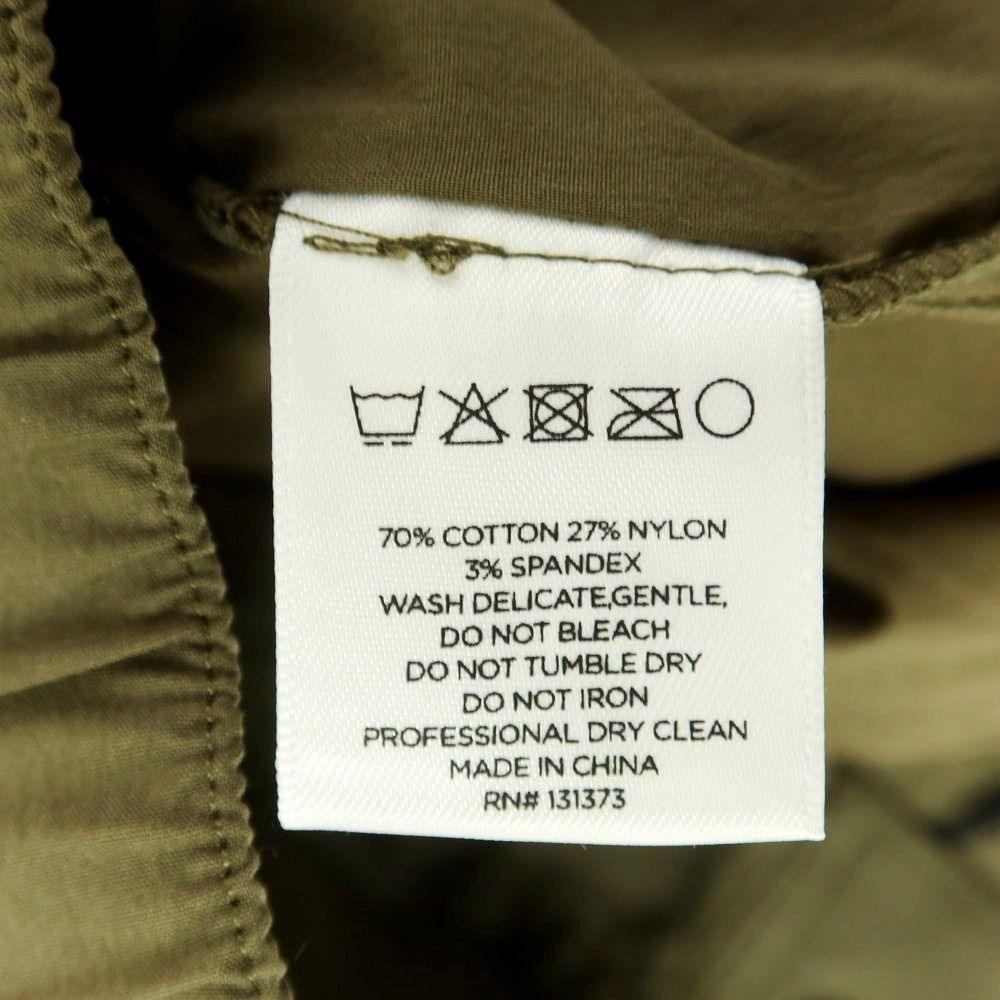 70% COTTON 27% NYLON
3% SPANDEX
WASH DELICATE,GENTLE,
DO NOT BLEACH
DO NOT TUMBLE DRY
DO NOT IRON
PROFESSIONAL DRY CLEAN
MADE IN CHINA
RN# 131373